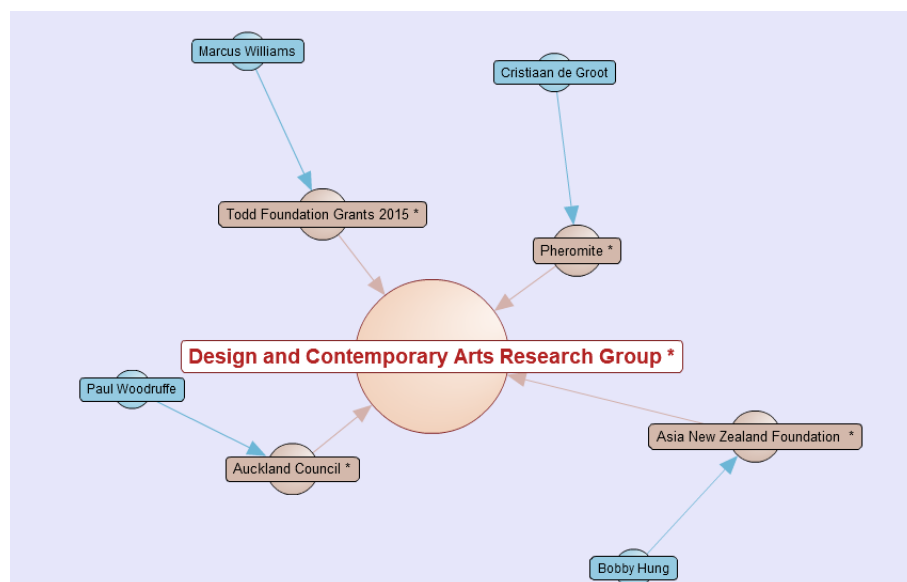 Marcus Williams
Cristiaan de Groot
Todd Foundation Grants 2015 *
Pheromite *
Design and Contemporary Arts Research Group *
Paul Woodruffe
Asia New Zealand Foundation *
Auckland Council *
Bobby Hung